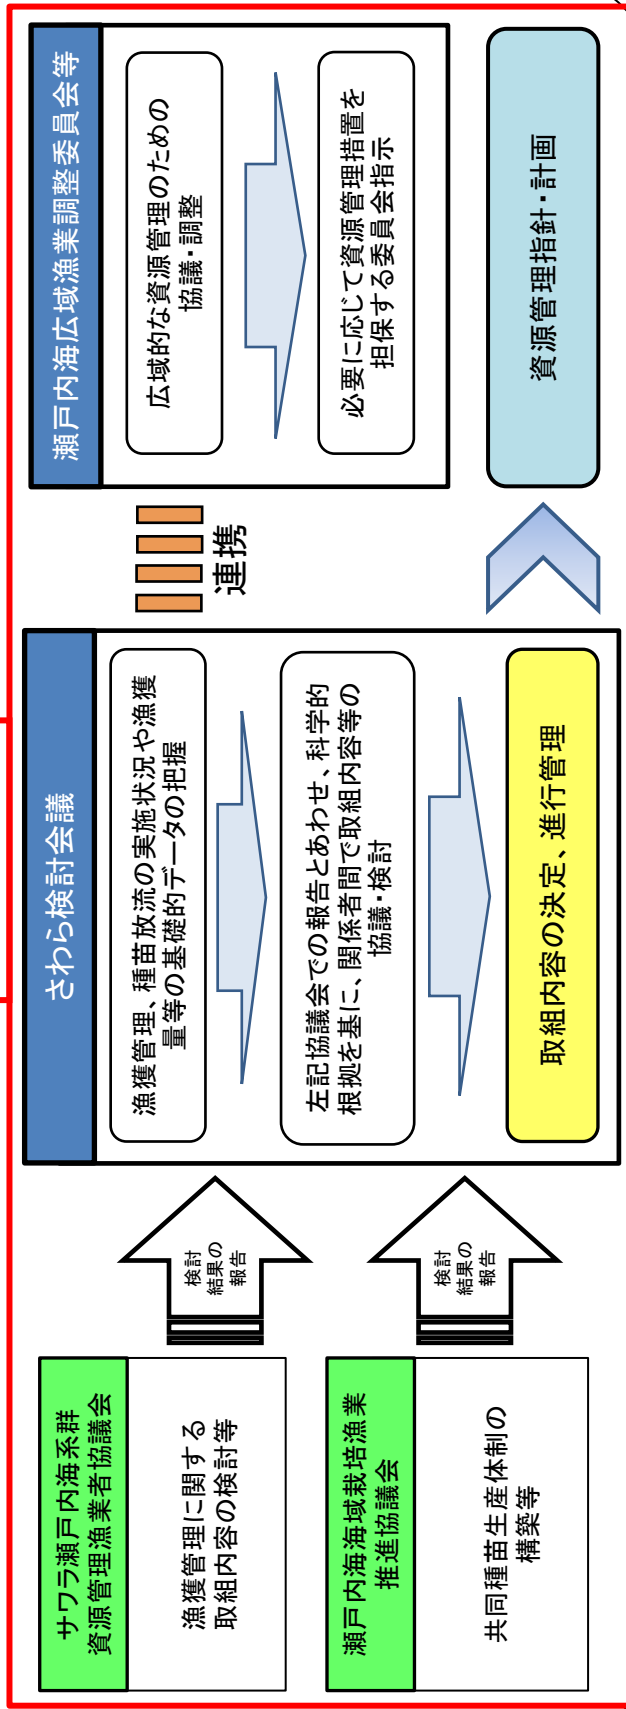 サワラ瀬戸内海系群
資源管理漁業者協議会
漁獲管理に関する
取組内容の検討等
瀬戸内海海域栽培漁業
推進協議会
共同種苗生産体制の
構築等
検討
結果の
報告
検討
結果の
報告
さわら検討会議
漁獲管理、種苗放流の実施状況や漁獲
量等の基礎的データの把握
左記協議会での報告とあわせ、科学的
根拠を基に、関係者間で取組内容等の
協議・検討
取組内容の決定、進行管理
連携
瀬戸内海広域漁業調整委員会等
広域的な資源管理のための
協議・調整
必要に応じて資源管理措置を
担保する委員会指示
資源管理指針・計画